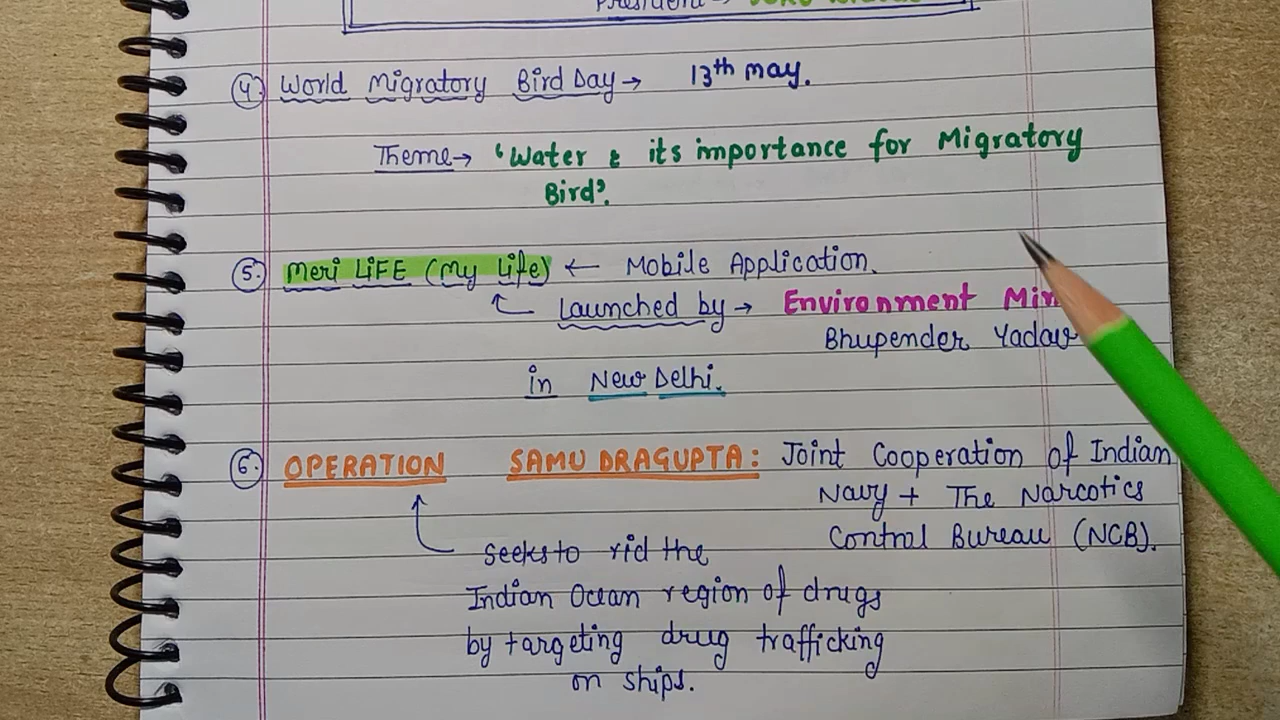 President →
④ World Migratory Bird Day → 13th may.
Theme → 'Water & its importance for Migratory
Bird'.
⑤ Meri LiFE (My Life) ← Mobile Application.
Launched by → Environment
Bhupender Yadav
in New Delhi.
⑥ OPERATION SAMUDRAGUPTA: Joint Cooperation of Indian
Navy + The Narcotics
Control Bureau (NCB).
seeks to rid the
Indian Ocean region of drugs
by targeting drug trafficking
on ships.